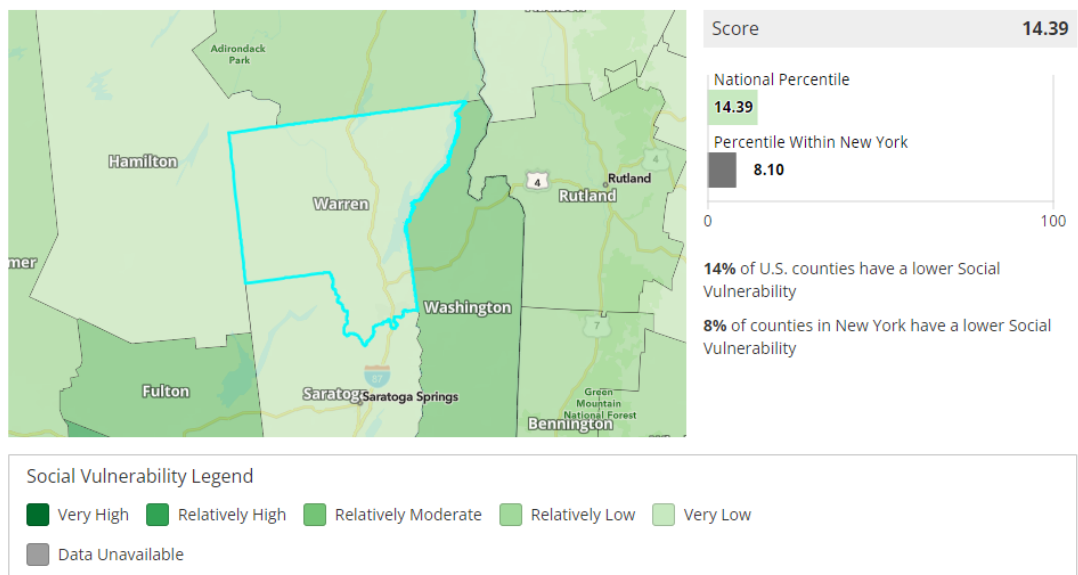 Adirondack
Park
Hamilton
Warren
mer
4
4
Rutland
Rutland
Washington
7
Fulton
87
Saratoga
Saratoga Springs
Green
Mountain
National Forest
Bennington
Score 14.39
National Percentile
14.39
Percentile Within New York
8.10
0 100
14% of U.S. counties have a lower Social
Vulnerability
8% of counties in New York have a lower Social
Vulnerability
Social Vulnerability Legend
Very High Relatively High Relatively Moderate Relatively Low Very Low
Data Unavailable